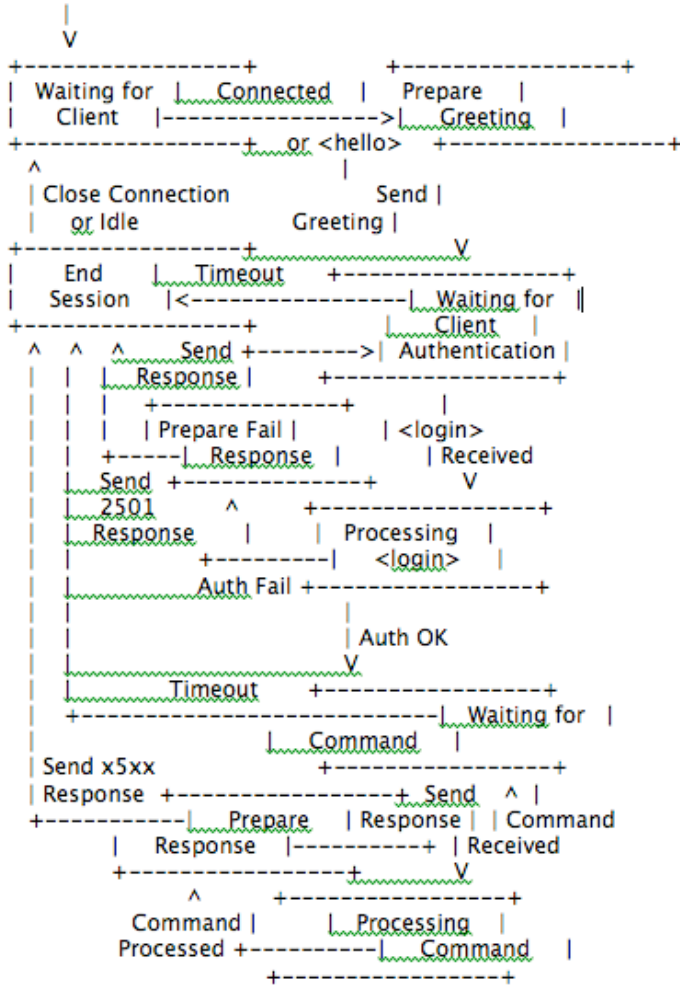 |
V
+-----------------+ +-----------------+
| Waiting for | Connected | Prepare |
| Client |----------------->| Greeting |
+-----------------+ or <hello> +-----------------+
^ |
| Close Connection Send |
| or Idle Greeting |
+-----------------+ V
| End | Timeout +-----------------+
| Session |<-----------------| Waiting for |
+-----------------+ | Client |
^ ^ ^ Send +-------->| Authentication |
| | | Response | +-----------------+
| | | +--------------+ |
| | | | Prepare Fail | | <login>
| | +-----| Response | | Received
| | Send +--------------+ V
| | 2501 ^ +-----------------+
| | Response | | Processing |
| | +----------| <login> |
| | Auth Fail +-----------------+
| | |
| | | Auth OK
| | V
| | Timeout +-----------------+
| +----------------------------| Waiting for |
| | Command |
| Send x5xx +-----------------+
| Response +-----------------+ Send ^ |
+-----------| Prepare | Response | | Command
| Response |----------+ | Received
+-----------------+ V
^ +-----------------+
Command | | Processing |
Processed +----------| Command |
+-----------------+